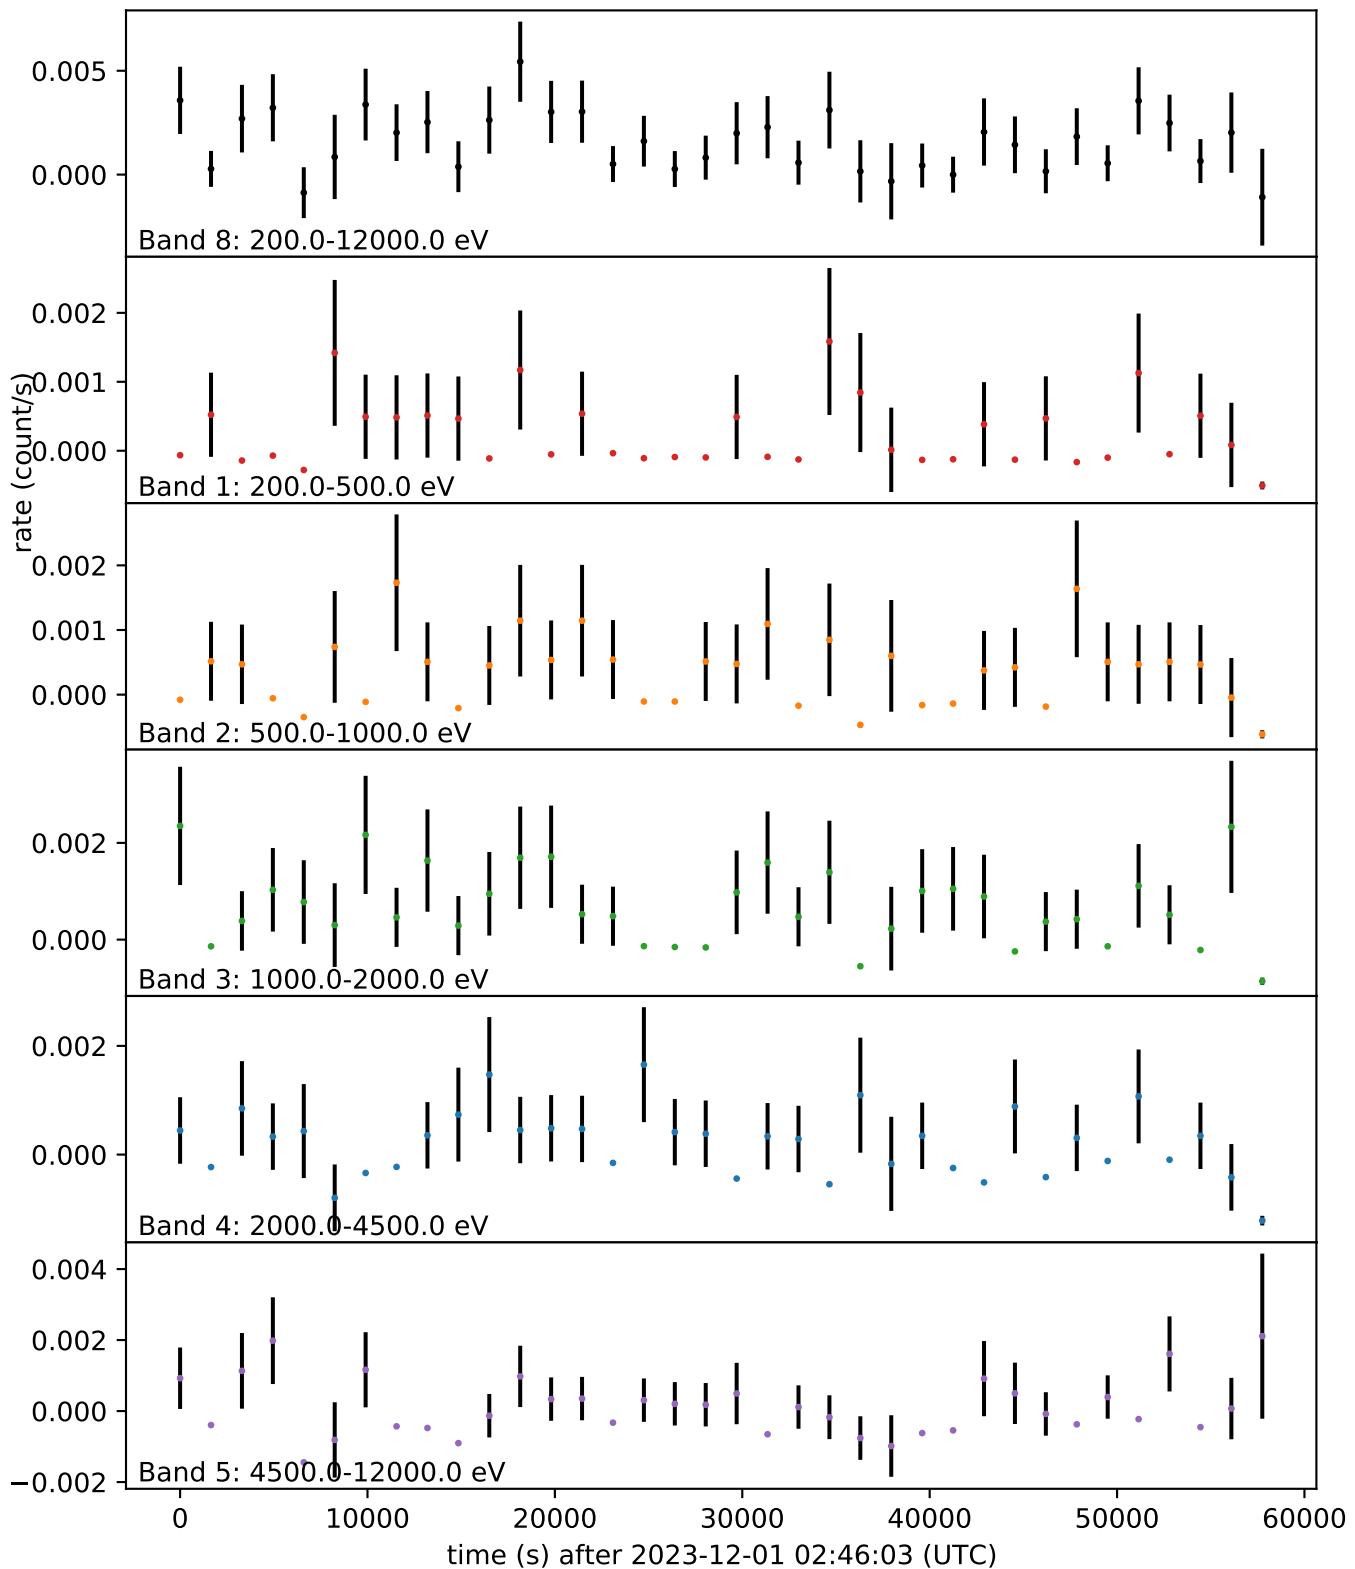 0.005
0.000
Band 8: 200.0-12000.0 eV
0.002
0.001
0.000
Band 1: 200.0-500.0 eV
rate (count/s)
0.002
0.001
0.000
Band 2: 500.0-1000.0 eV
0.002
0.000
Band 3: 1000.0-2000.0 eV
0.002
0.000
Band 4: 2000.0-4500.0 eV
0.004
0.002
0.000
−0.002
Band 5: 4500.0-12000.0 eV
0 10000 20000 30000 40000 50000 60000
time (s) after 2023-12-01 02:46:03 (UTC)